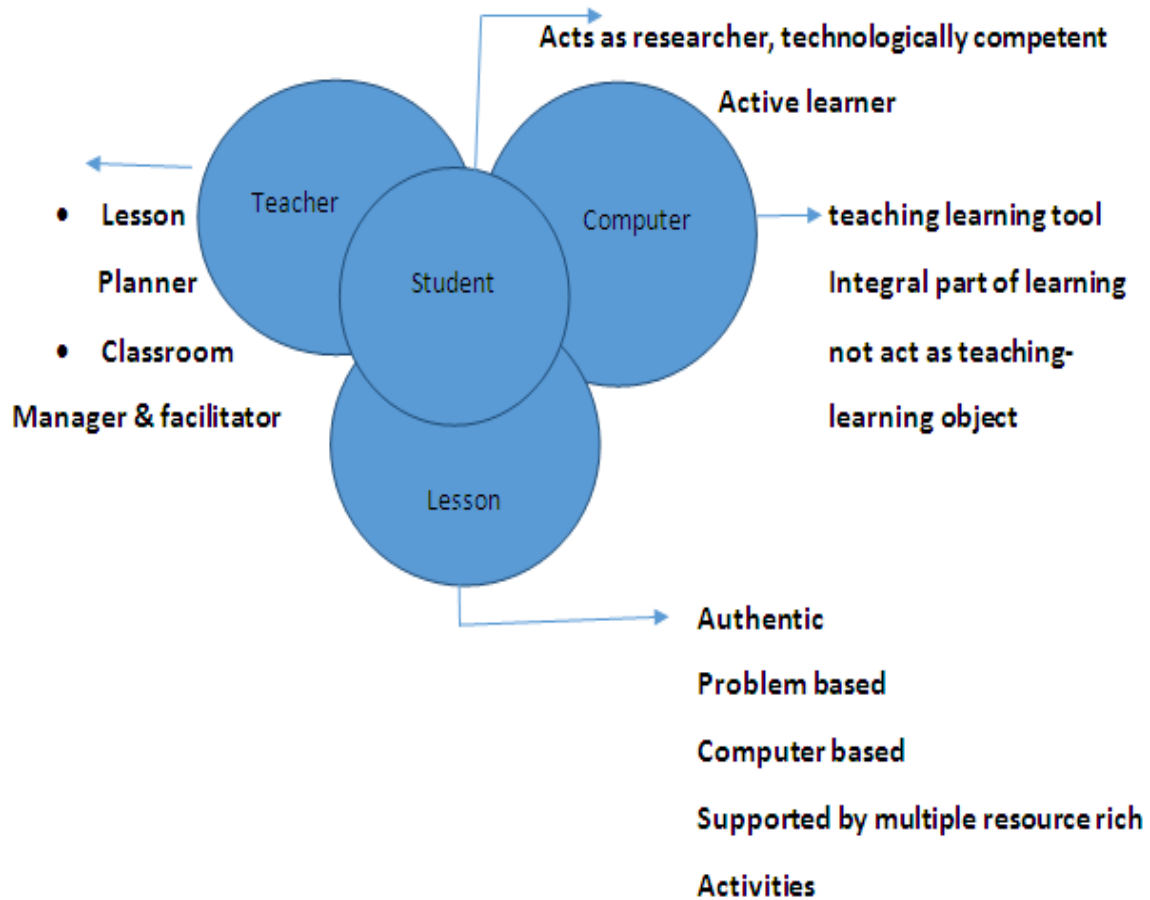 Acts as researcher, technologically competent
Active learner
Teacher
Computer
Student
Lesson
• Lesson
Planner
• Classroom
Manager & facilitator
teaching learning tool
Integral part of learning
not act as teaching-
learning object
Authentic
Problem based
Computer based
Supported by multiple resource rich
Activities